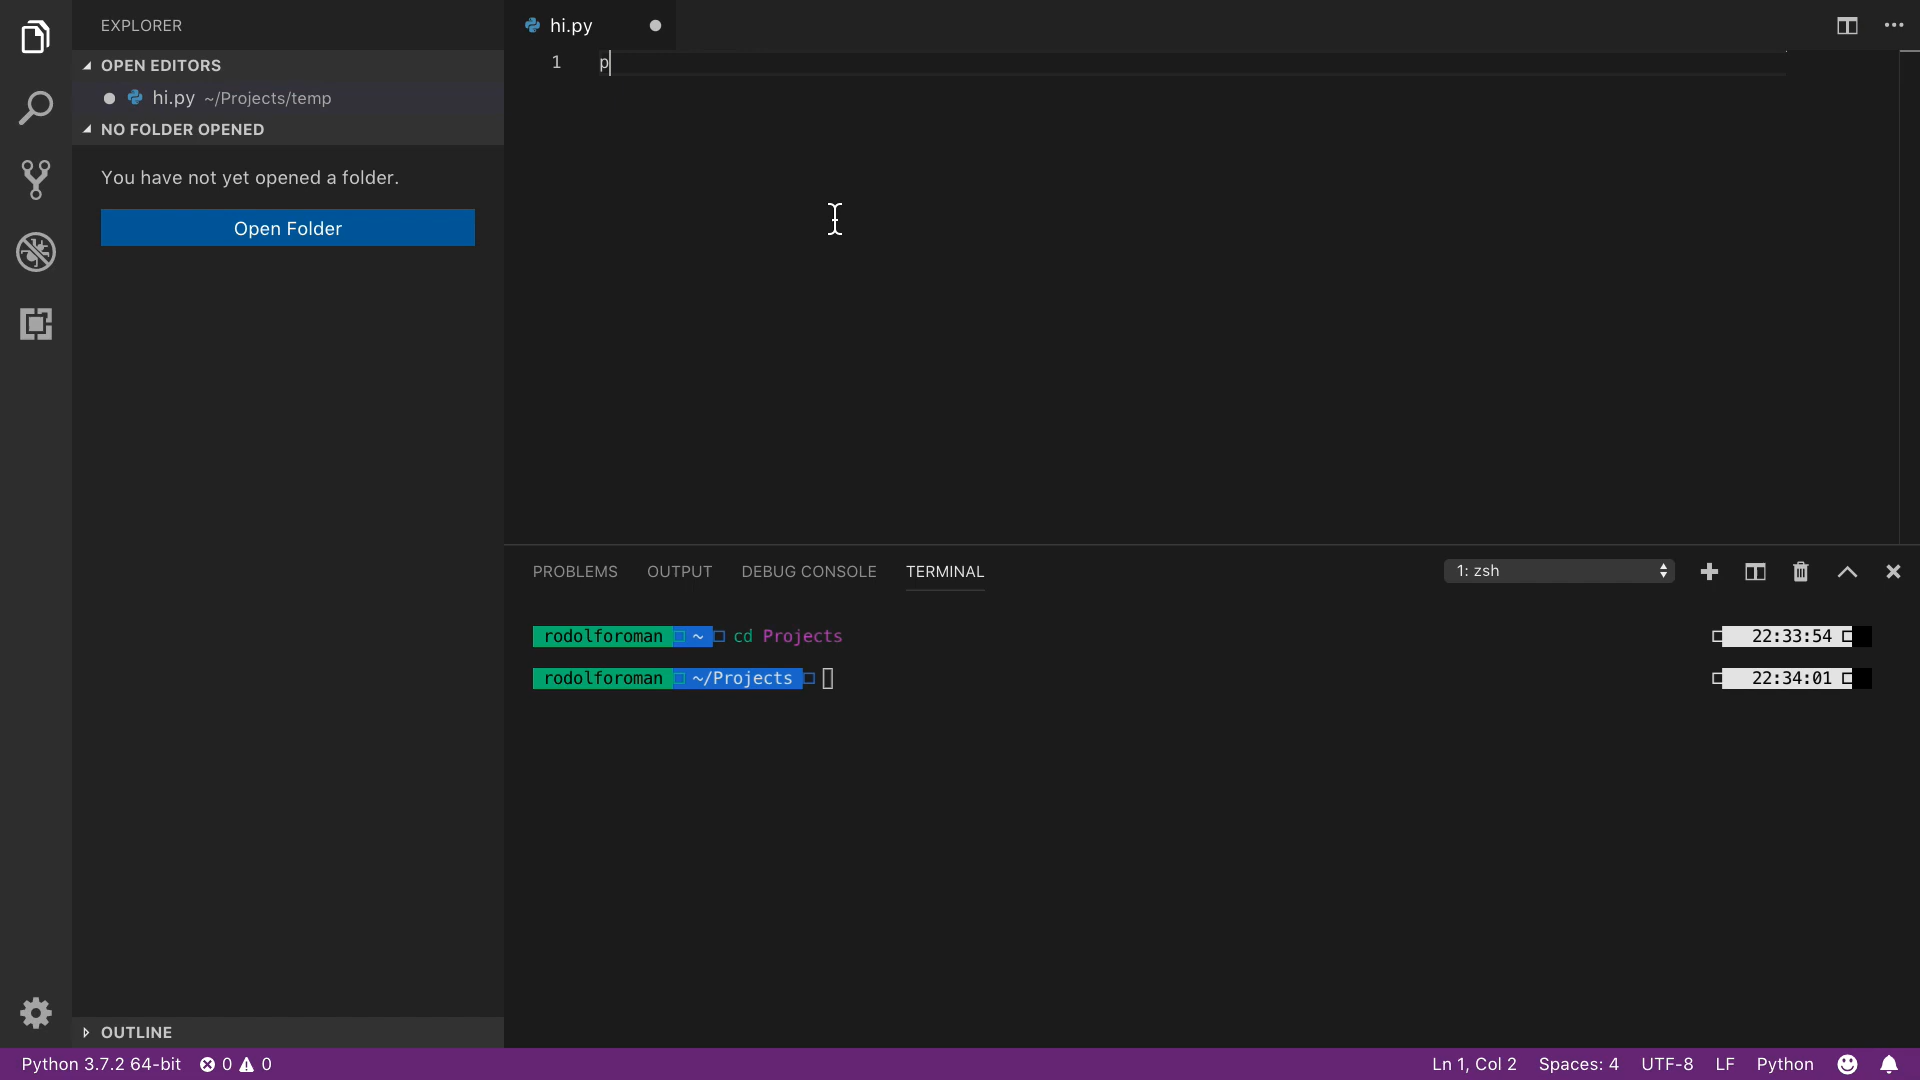 EXPLORER
OPEN EDITORS
hi.py ~/Projects/temp
NO FOLDER OPENED
You have not yet opened a folder.
Open Folder
OUTLINE
hi.py
1 p
PROBLEMS OUTPUT DEBUG CONSOLE TERMINAL 1: zsh
rodolforoman ~ cd Projects 22:33:54
rodolforoman ~/Projects 22:34:01
Python 3.7.2 64-bit 0 0 Ln 1, Col 2 Spaces: 4 UTF-8 LF Python